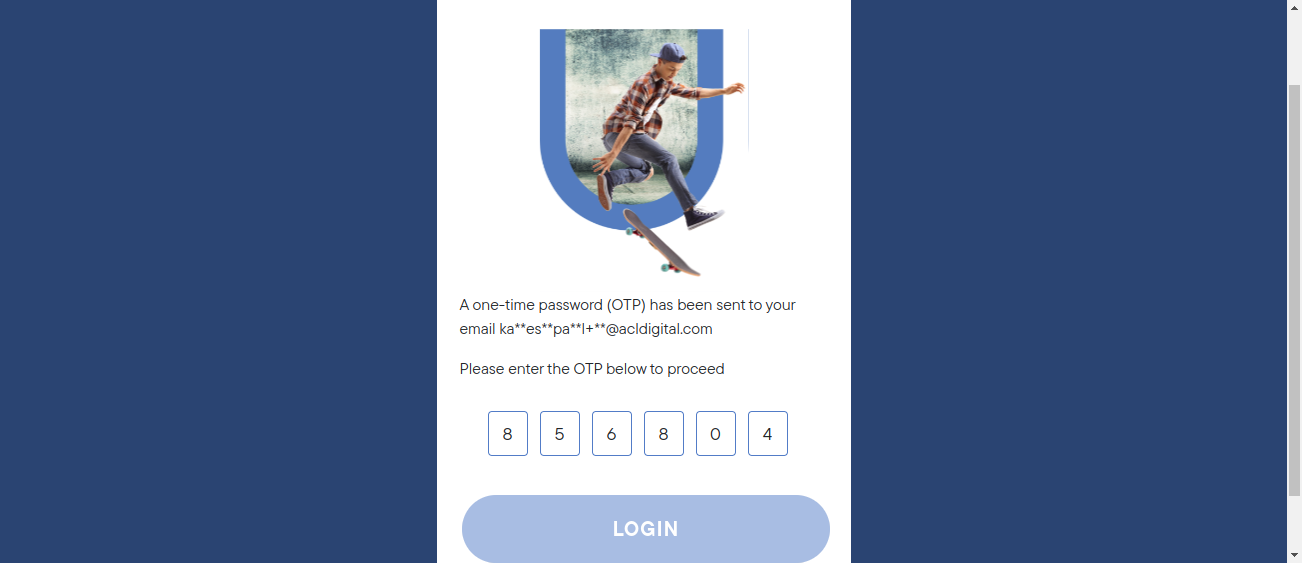 A one-time password (OTP) has been sent to your
email ka**es**pa**l+**@acldigital.com
Please enter the OTP below to proceed
8 5 6 8 0 4
LOGIN